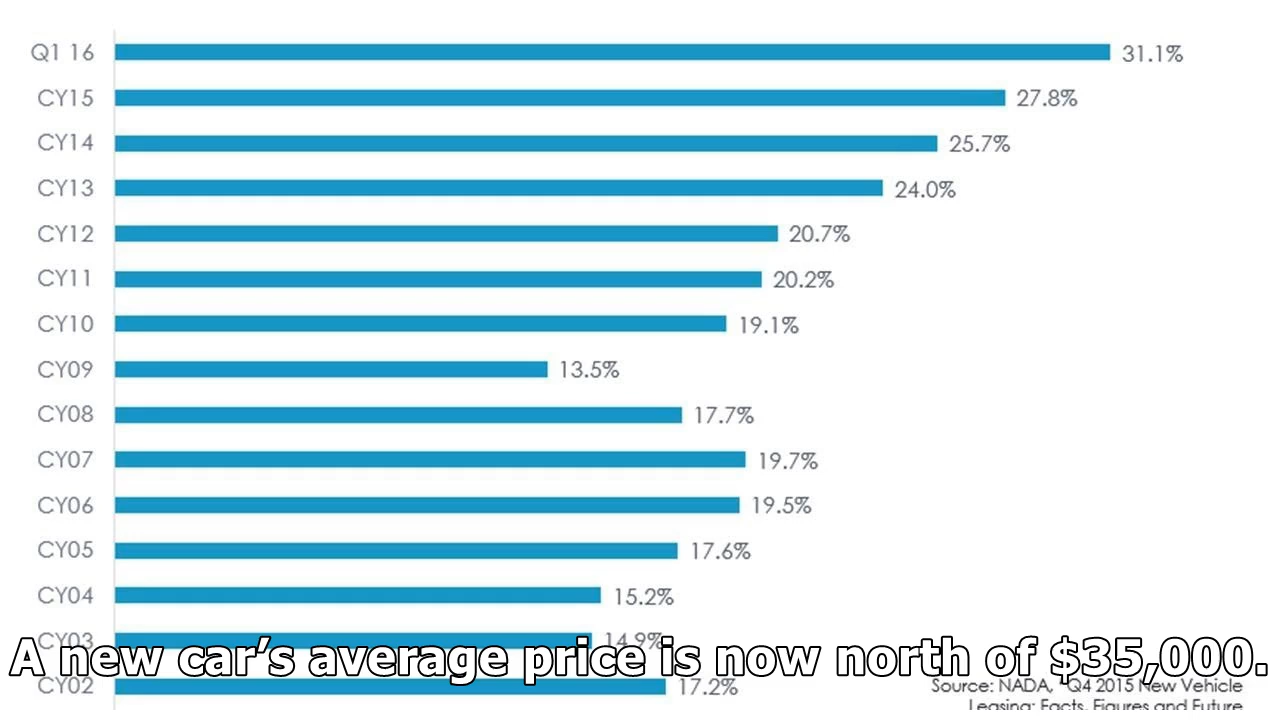 Q1 16 31.1%
CY15 27.8%
CY14 25.7%
CY13 24.0%
CY12 20.7%
CY11 20.2%
CY10 19.1%
CY09 13.5%
CY08 17.7%
CY07 19.7%
CY06 19.5%
CY05 17.6%
CY04 15.2%
CY03 14.9%
A new car’s average price is now north of $35,000.
CY02 17.2%
Source: NADA, Q4 2015 New Vehicle
Leasing: Facts, Figures and Future